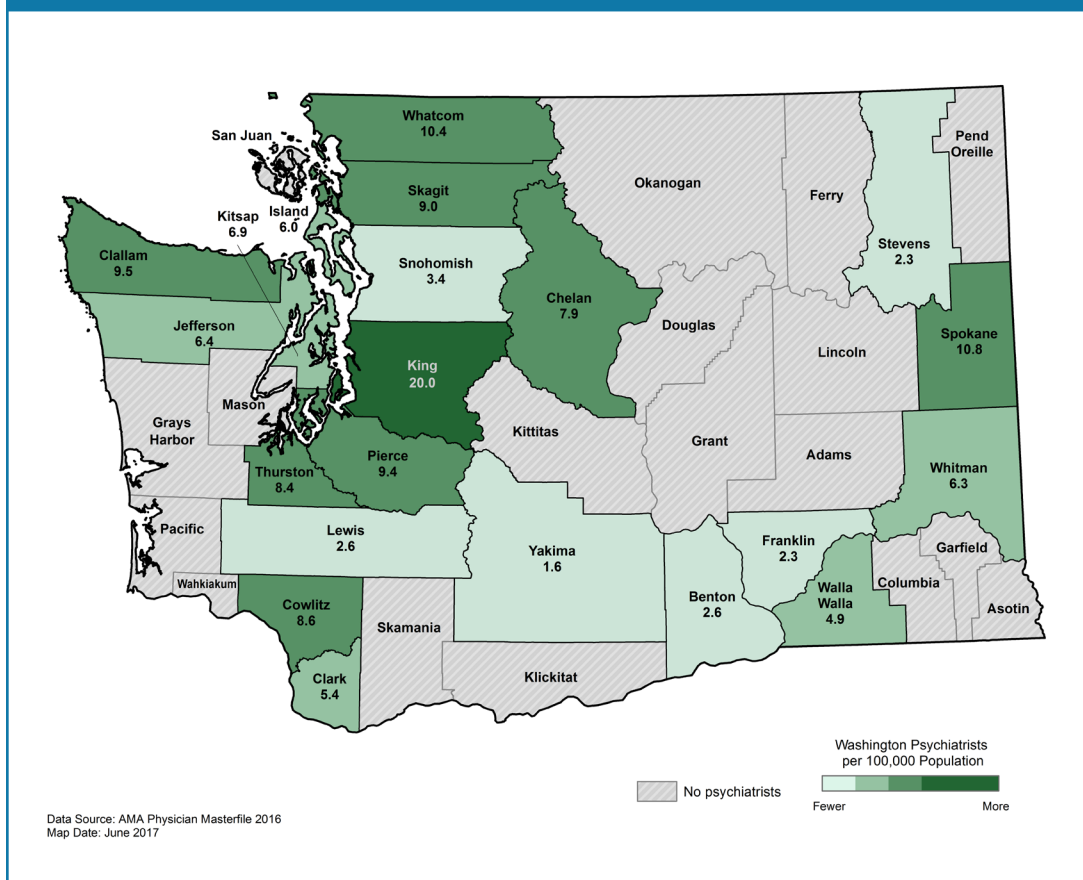 Whatcom
10.4
San Juan
Skagit
9.0
Okanogan
Ferry
Pend
Oreille
Stevens
2.3
Kitsap
6.9
Island
6.0
Clallam
9.5
Snohomish
3.4
Chelan
7.9
Jefferson
6.4
Douglas
Lincoln
Spokane
10.8
King
20.0
Mason
Grays
Harbor
Kittitas
Grant
Adams
Pierce
9.4
Thurston
8.4
Whitman
6.3
Pacific
Lewis
2.6
Yakima
1.6
Franklin
2.3
Garfield
Wahkiakum
Columbia
Benton
2.6
Walla
Walla
4.9
Asotin
Cowlitz
8.6
Skamania
Clark
5.4
Klickitat
Washington Psychiatrists
per 100,000 Population
No psychiatrists
Fewer More
Data Source: AMA Physician Masterfile 2016
Map Date: June 2017